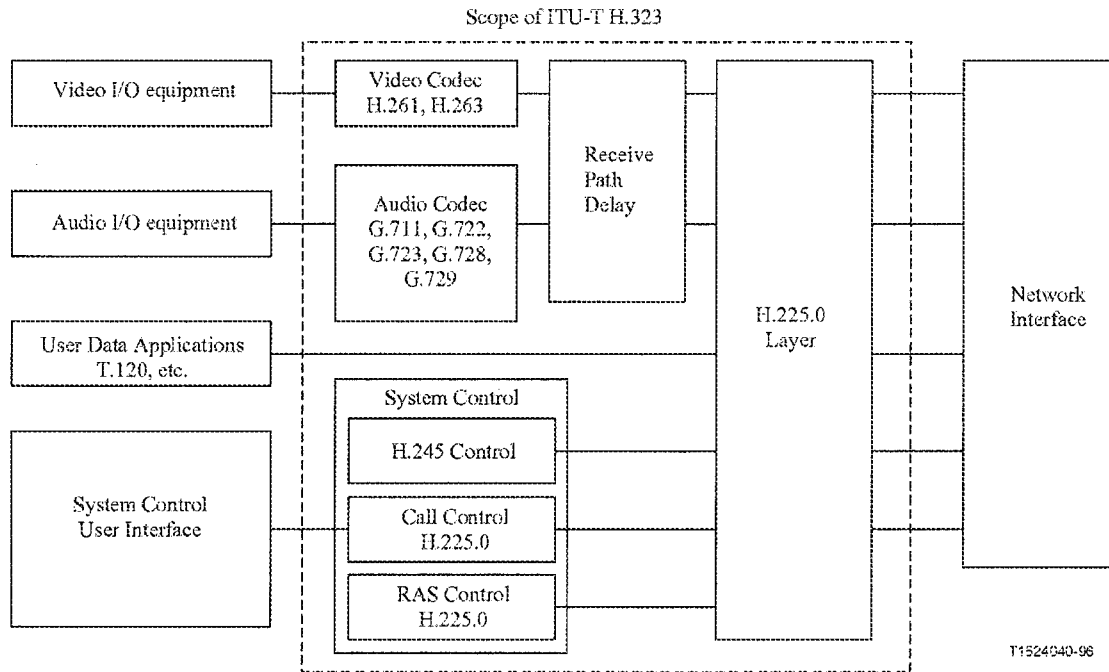 Scope of ITU-T H.323
Video I/O equipment
Video Codec
H.261, H.263
Receive
Path
Delay
Audio I/O equipment
Audio Codec
G.711, G.722,
G.723, G.728,
G.729
H.225.0
Layer
Network
Interface
User Data Applications
T.120, etc.
System Control
H.245 Control
System Control
User Interface
Call Control
H.225.0
RAS Control
H.225.0
T1524040-96